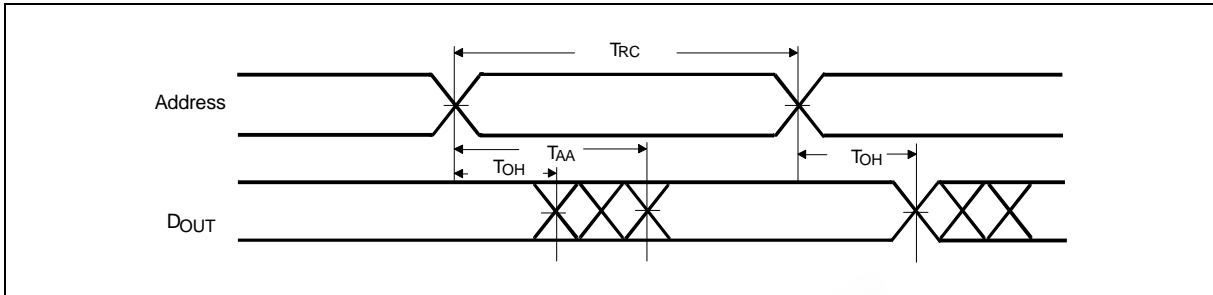 TRC
Address
TAA
TOH
TOH
DOUT